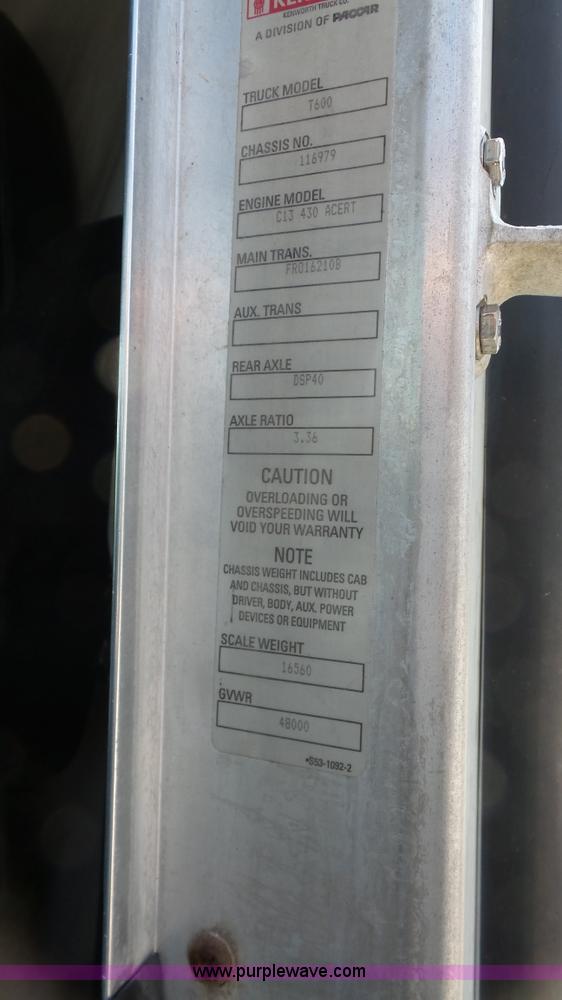 KENWORTH TRUCK CO.
A DIVISION OF PACCAR
TRUCK MODEL
T600
CHASSIS NO.
116979
ENGINE MODEL
C13 430 ACERT
MAIN TRANS.
FRO16210B
AUX. TRANS
REAR AXLE
DSP40
AXLE RATIO
3.36
CAUTION
OVERLOADING OR
OVERSPEEDING WILL
VOID YOUR WARRANTY
NOTE
CHASSIS WEIGHT INCLUDES CAB
AND CHASSIS, BUT WITHOUT
DRIVER, BODY, AUX. POWER
DEVICES OR EQUIPMENT
SCALE WEIGHT
16560
GVWR
48000
•S53-1092-2
www.purplewave.com